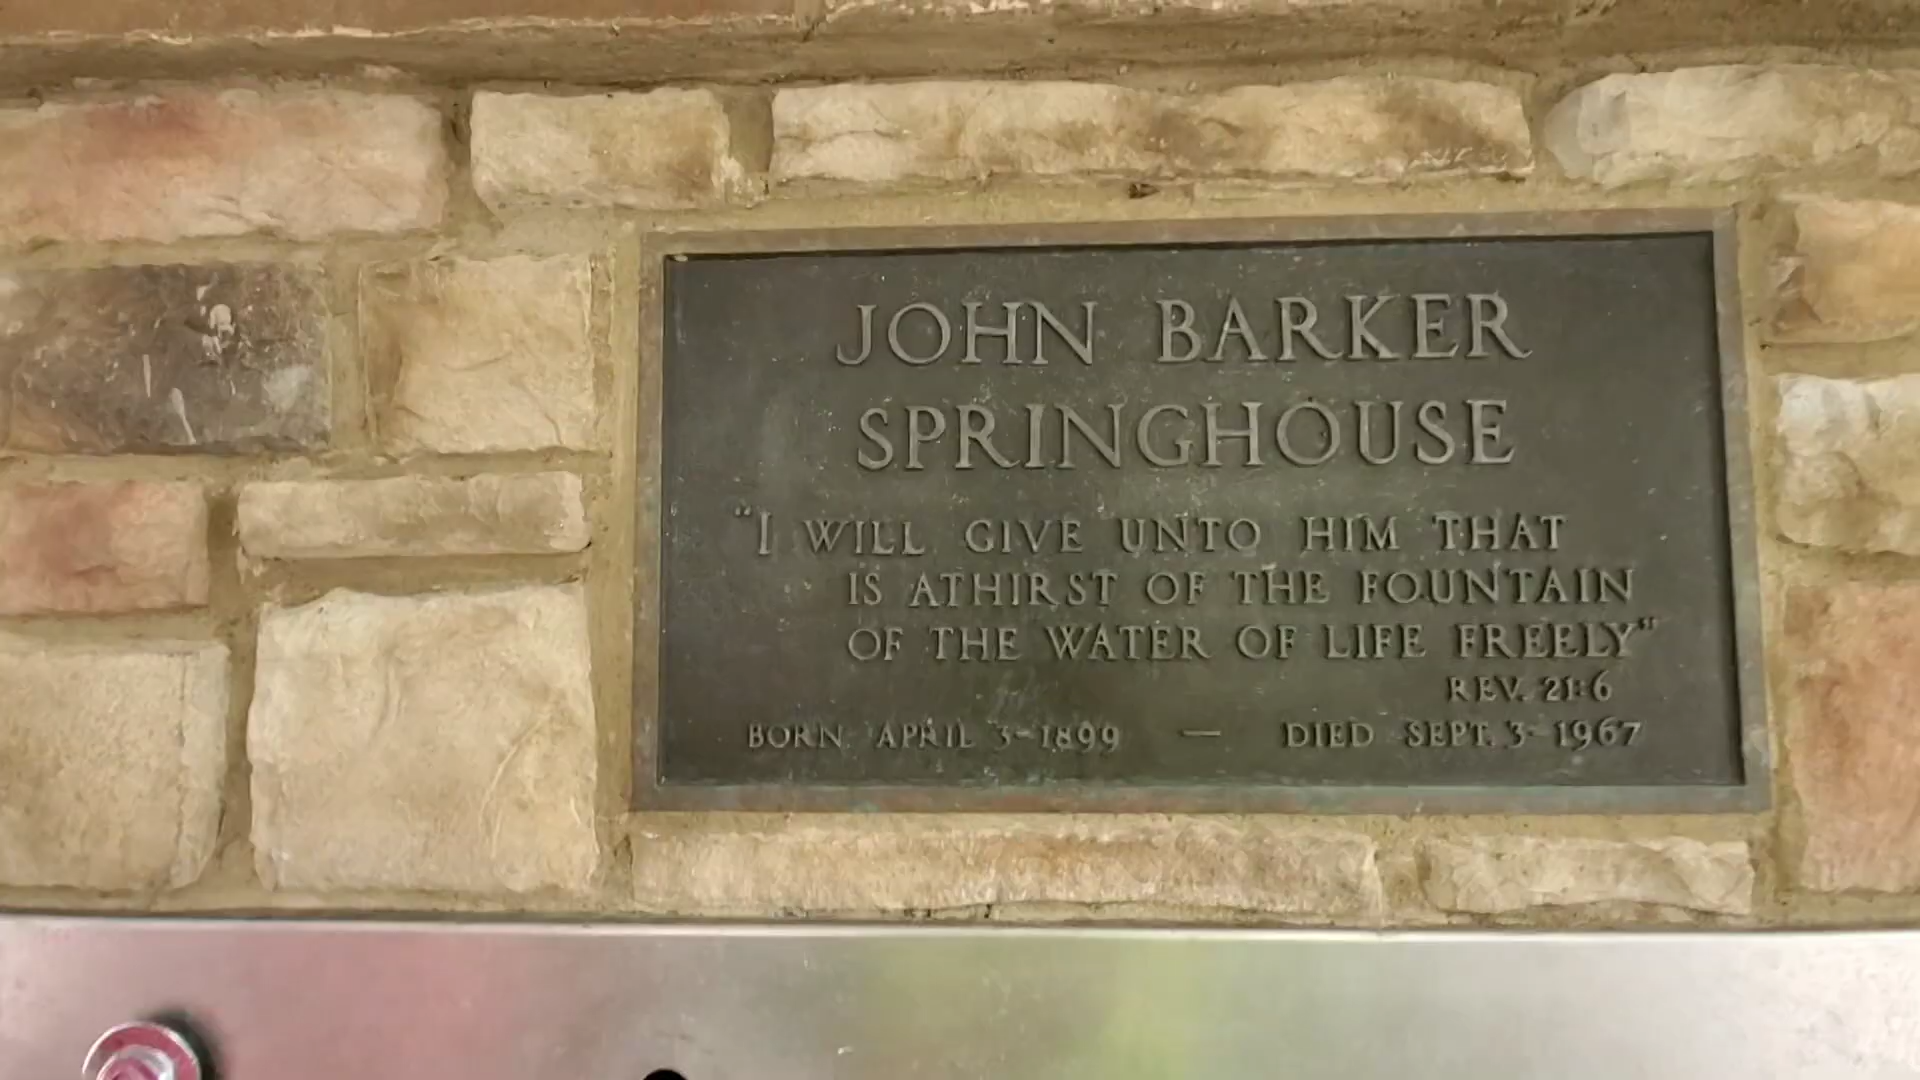 JOHN BARKER
SPRINGHOUSE
"I WILL GIVE UNTO HIM THAT
IS ATHIRST OF THE FOUNTAIN
OF THE WATER OF LIFE FREELY"
REV. 21:6
BORN APRIL 3-1899 — DIED SEPT. 3-1967